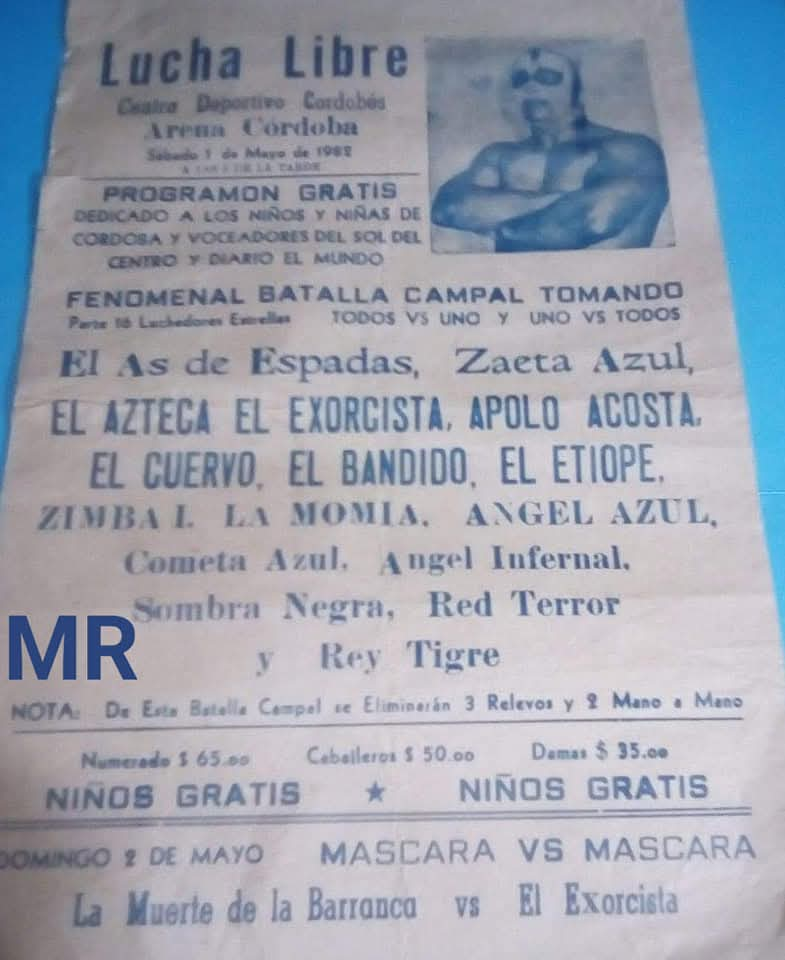 Lucha Libre
Centro Deportivo Cordobés
Arena Córdoba
Sábado 1 de Mayo de 1982
DE LA TARDE
PROGRAMON GRATIS
DEDICADO A LOS NIÑOS Y NIÑAS DE
CORDOBA Y VOCEADORES DEL SOL DEL
CENTRO Y DIARIO EL MUNDO
FENOMENAL BATALLA CAMPAL TOMANDO
Parte 16 Luchadores Estrellas TODOS VS UNO Y UNO VS TODOS
El As de Espadas, Zaeta Azul,
EL AZTECA EL EXORCISTA, APOLO ACOSTA,
EL CUERVO, EL BANDIDO, EL ETIOPE,
ZIMBA I. LA MOMIA, ANGEL AZUL,
Cometa Azul, Angel Infernal,
Sombra Negra, Red Terror
MR
y Rey Tigre
NOTA: De Esta Batalla Campal se Eliminarán 3 Relevos y 2 Mano a Mano
Numerado $ 65.00 Caballeros $ 50.00 Damas $ 35.00
NIÑOS GRATIS ★ NIÑOS GRATIS
DOMINGO 2 DE MAYO MASCARA VS MASCARA
La Muerte de la Barranca vs El Exorcista